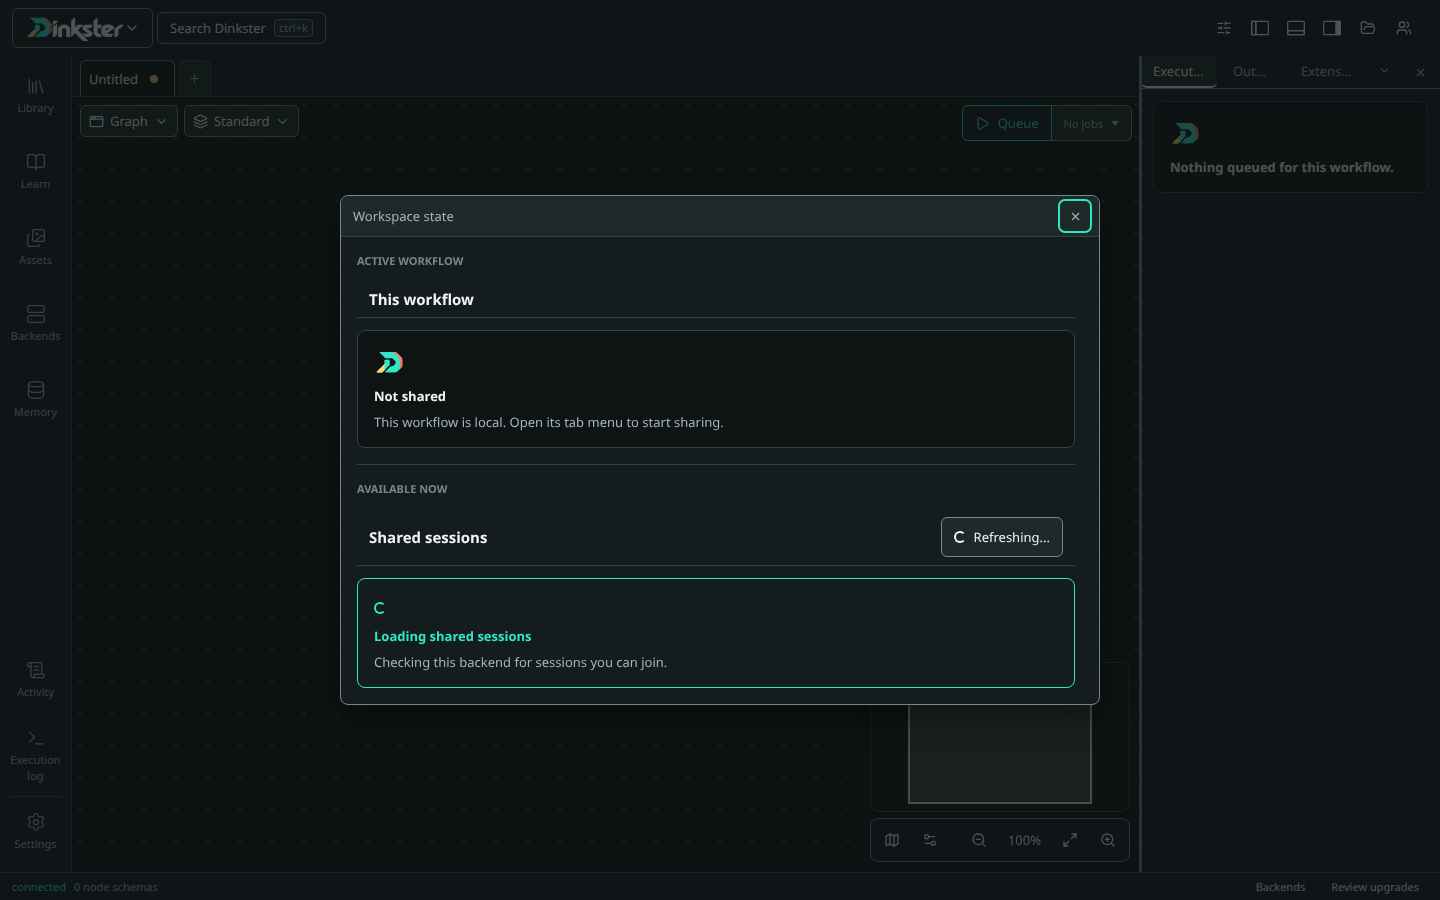 Dinkster
Search Dinkster ctrl+k
Untitled
+
Execut...
Out...
Extens...
Library
Learn
Assets
Backends
Memory
Activity
Execution
log
Settings
Graph
Standard
Queue
No jobs
Nothing queued for this workflow.
Workspace state
ACTIVE WORKFLOW
This workflow
Not shared
This workflow is local. Open its tab menu to start sharing.
AVAILABLE NOW
Shared sessions
Refreshing...
Loading shared sessions
Checking this backend for sessions you can join.
100%
connected 0 node schemas
Backends
Review upgrades